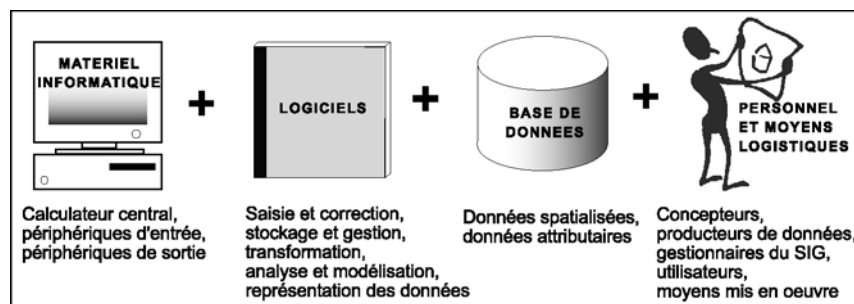 MATERIEL
INFORMATIQUE
+
LOGICIELS
+
BASE DE
DONNEES
+
PERSONNEL
ET MOYENS
LOGISTIQUES
Calculateur central,
périphériques d'entrée,
périphériques de sortie
Saisie et correction,
stockage et gestion,
transformation,
analyse et modélisation,
représentation des données
Données spatialisées,
données attributaires
Concepteurs,
producteurs de données,
gestionnaires du SIG,
utilisateurs,
moyens mis en oeuvre